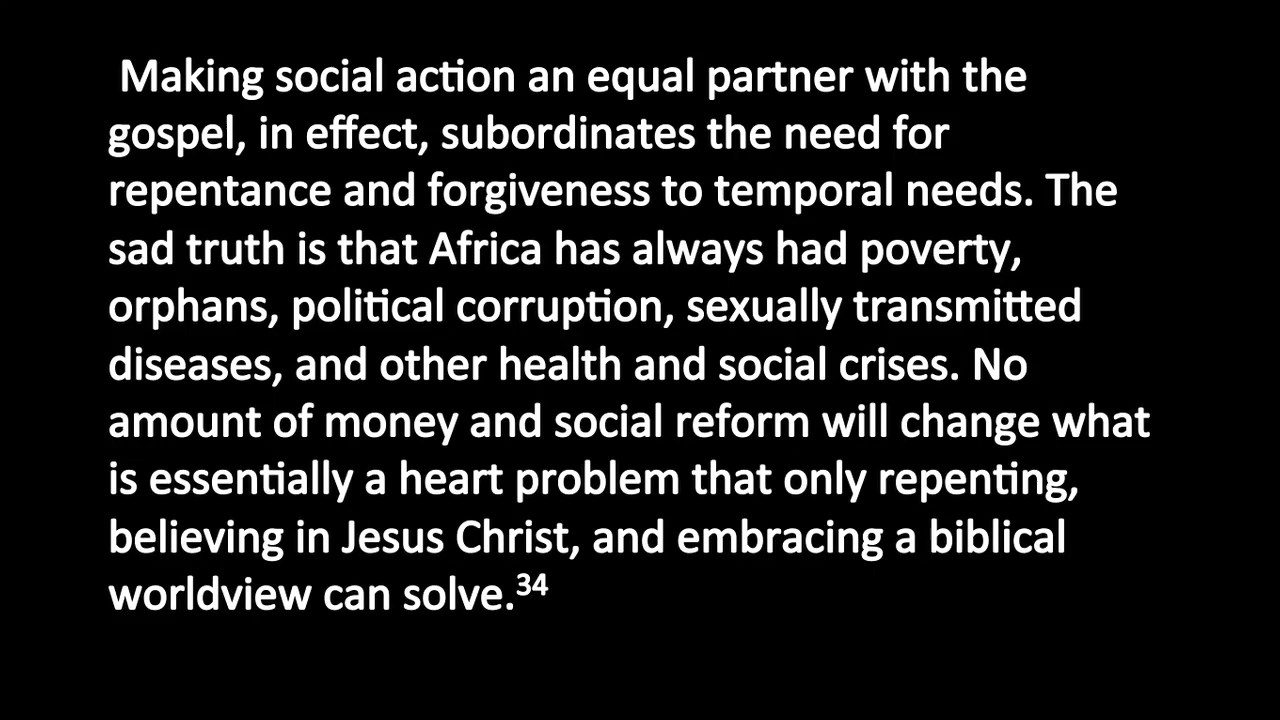 Making social action an equal partner with the
gospel, in effect, subordinates the need for
repentance and forgiveness to temporal needs. The
sad truth is that Africa has always had poverty,
orphans, political corruption, sexually transmitted
diseases, and other health and social crises. No
amount of money and social reform will change what
is essentially a heart problem that only repenting,
believing in Jesus Christ, and embracing a biblical
worldview can solve.³⁴